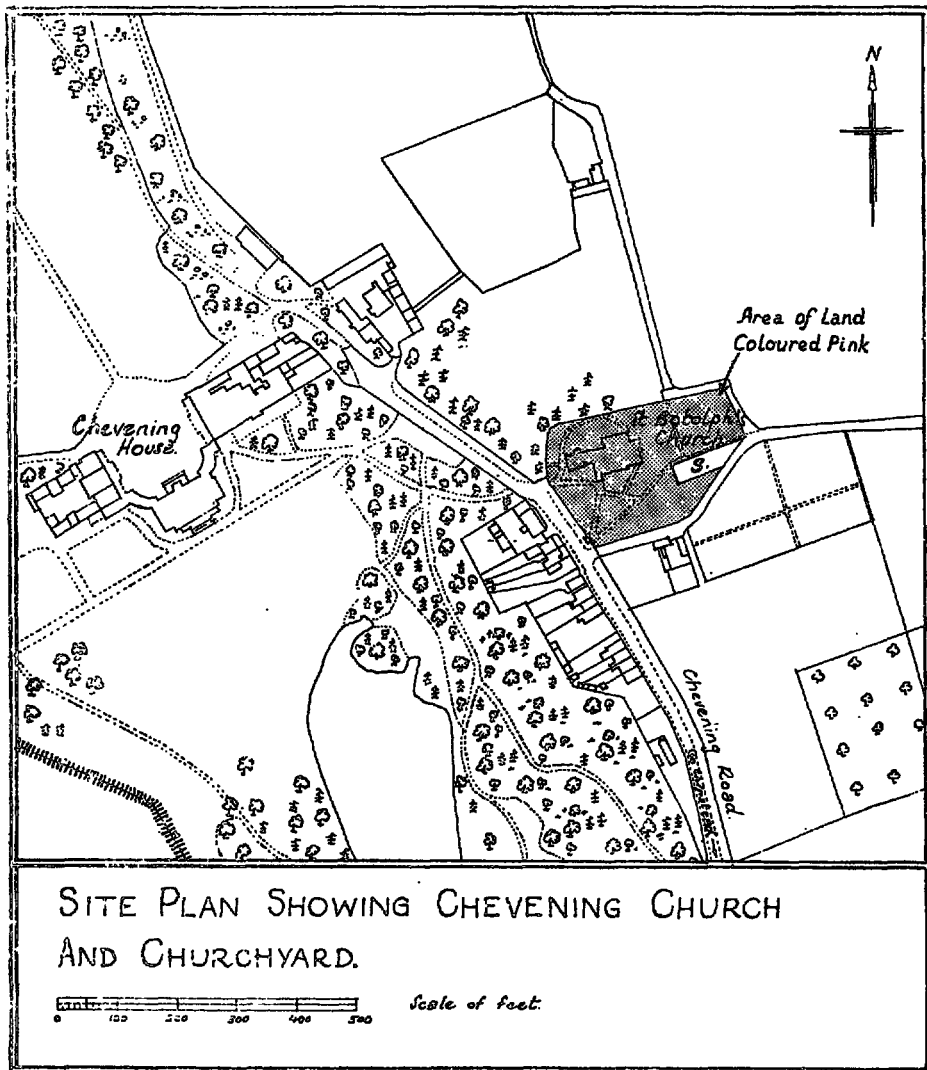 N
Area of Land
Coloured Pink
St Botolph's
Church
S.
Chevening
House.
Chevening Road
SITE PLAN SHOWING CHEVENING CHURCH
AND CHURCHYARD.
0 100 200 300 400 500
Scale of feet.